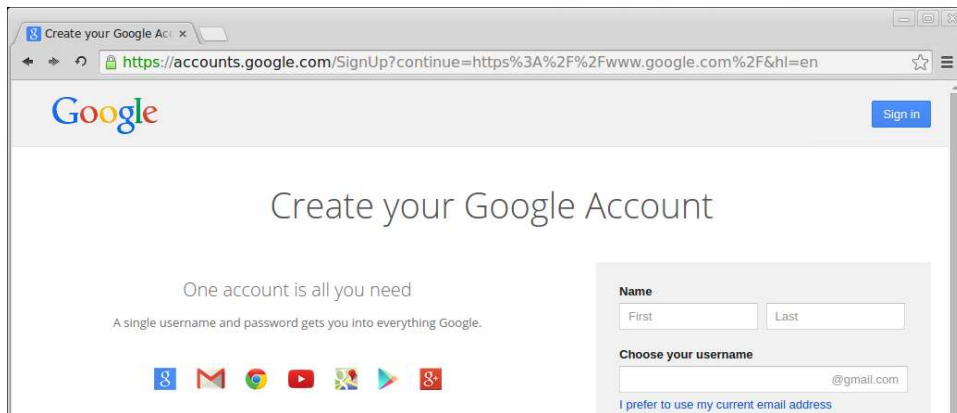 Create your Google Acc
https://accounts.google.com/SignUp?continue=https%3A%2F%2Fwww.google.com%2F&hl=en
Google
Sign in
Create your Google Account
One account is all you need
A single username and password gets you into everything Google.
8
8+
Name
First Last
Choose your username
@gmail.com
I prefer to use my current email address